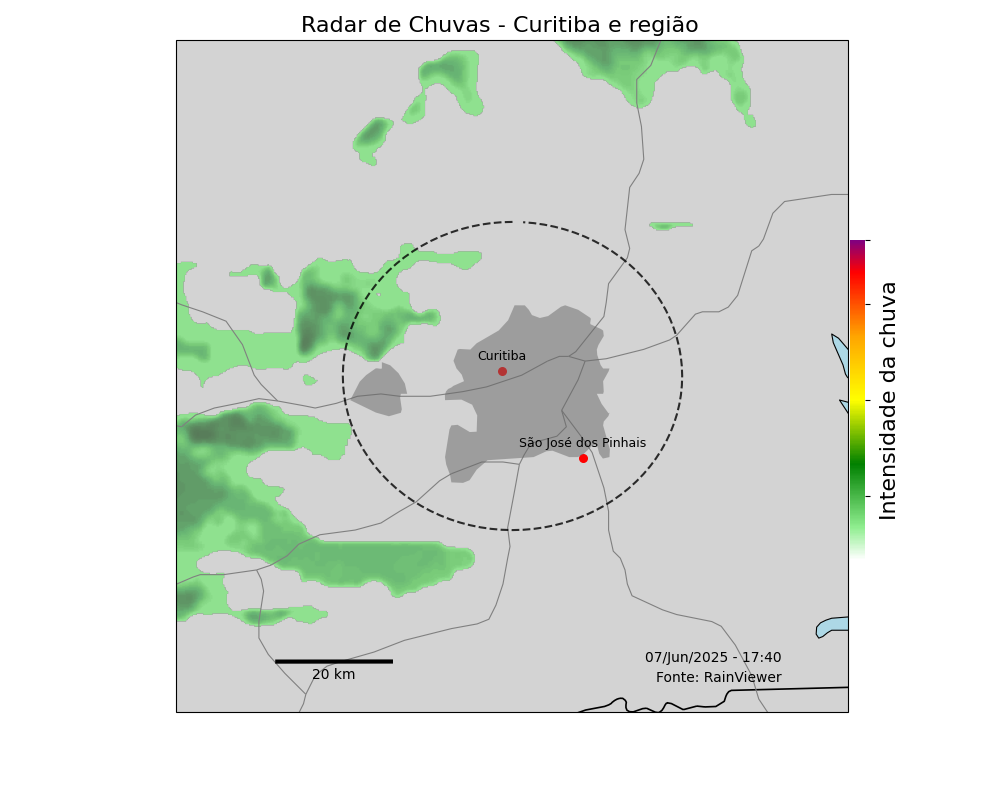 Radar de Chuvas - Curitiba e região
Curitiba
São José dos Pinhais
Intensidade da chuva
20 km
07/Jun/2025 - 17:40
Fonte: RainViewer